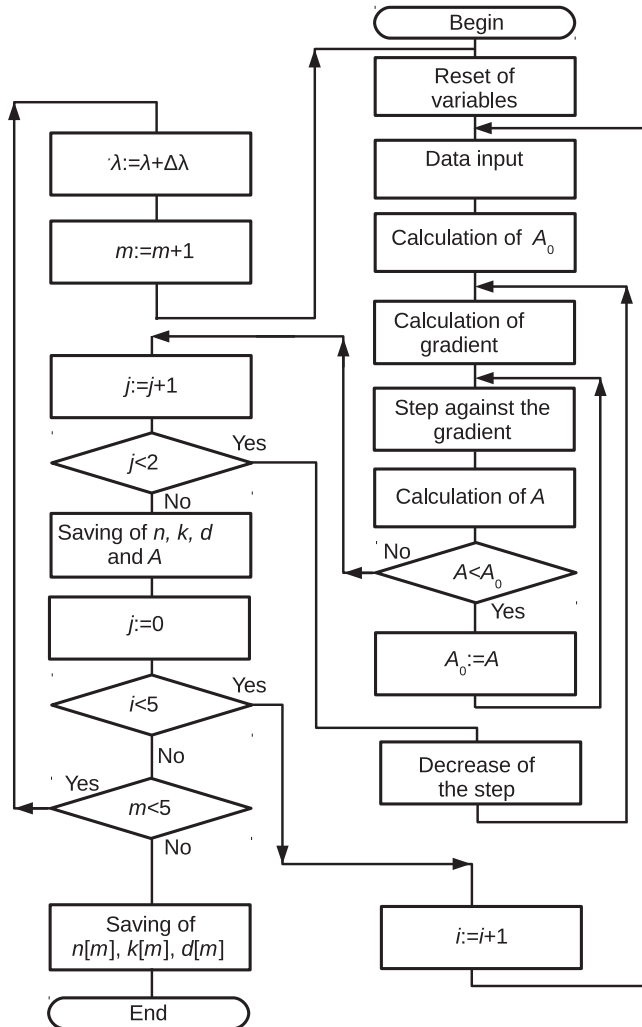 Begin
Reset of
variables
Data input
Calculation of A₀
Calculation of
gradient
Step against the
gradient
Calculation of A
No
A<A₀
Yes
A₀:=A
Decrease of
the step
i:=i+1
λ:=λ+Δλ
m:=m+1
j:=j+1
Yes
j<2
No
Saving of n, k, d
and A
j:=0
Yes
i<5
No
Yes
m<5
No
Saving of
n[m], k[m], d[m]
End